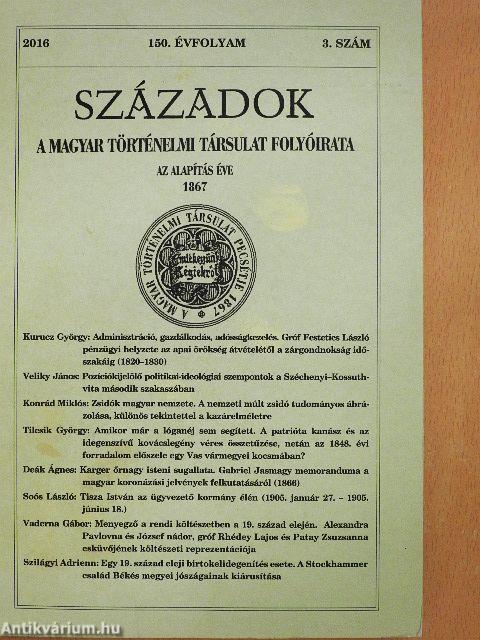 2016 150. ÉVFOLYAM 3. SZÁM
SZÁZADOK
A MAGYAR TÖRTÉNELMI TÁRSULAT FOLYÓIRATA
AZ ALAPÍTÁS ÉVE
1867
A MAGYAR TÖRTÉNELMI TÁRSULAT PECSÉTJE 1867
Emlékezzünk
Régiekről
Kurucz György: Adminisztráció, gazdálkodás, adósságkezelés. Gróf Festetics László
pénzügyi helyzete az apai örökség átvételétől a zárgondnokság idő-
szakáig (1820–1830)
Veliky János: Pozíciókijelölő politikai-ideológiai szempontok a Széchenyi–Kossuth-
vita második szakaszában
Konrád Miklós: Zsidók magyar nemzete. A nemzeti múlt zsidó tudományos ábrá-
zolása, különös tekintettel a kazárelméletre
Tilcsik György: Amikor már a lóganéj sem segített. A patrióta kanász és az
idegenszívű kovácslegény véres összetűzése, netán az 1848. évi
forradalom előszele egy Vas vármegyei kocsmában?
Deák Ágnes: Karger őrnagy isteni sugallata. Gabriel Jasmagy memoranduma a
magyar koronázási jelvények felkutatásáról (1866)
Soós László: Tisza István az ügyvezető kormány élén (1905. január 27. – 1905.
június 18.)
Vaderna Gábor: Menyegző a rendi költészetben a 19. század elején. Alexandra
Pavlovna és József nádor, gróf Rhédey Lajos és Patay Zsuzsanna
esküvőjének költészeti reprezentációja
Szilágyi Adrienn: Egy 19. század eleji birtokelidegenítés esete. A Stockhammer
család Békés megyei jószágainak kiárusítása
Antikvárium.hu